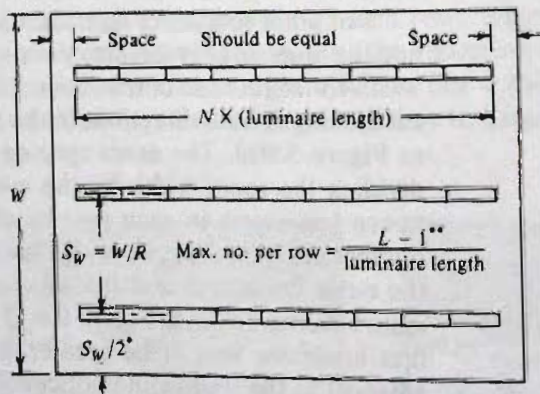 Space Should be equal Space
N X (luminaire length)
W
S_W = W/R Max. no. per row = L - 1** / luminaire length
S_W/2*